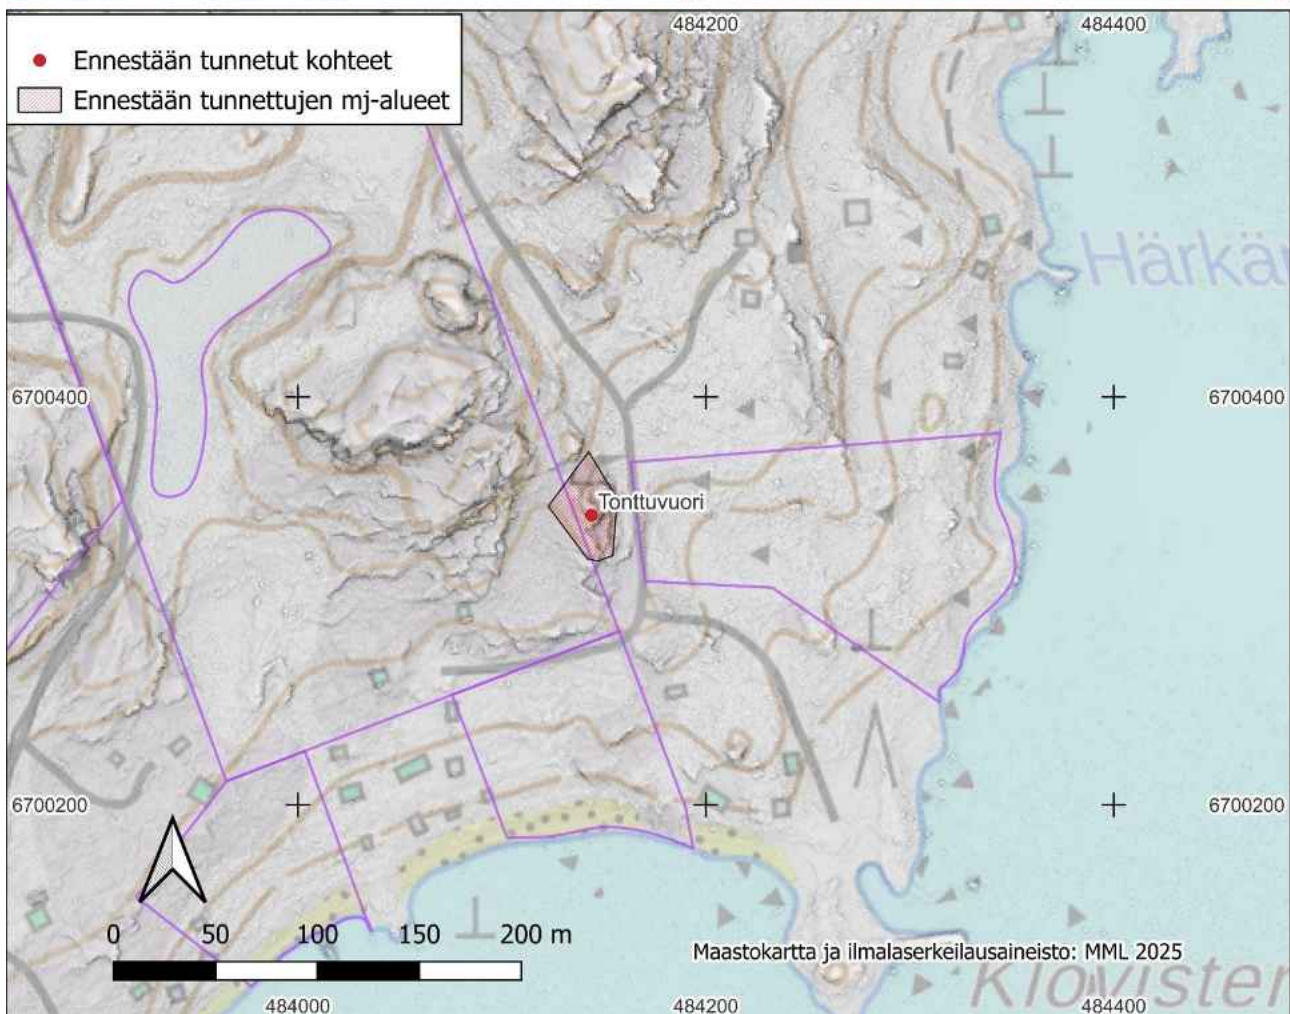 484200
484400
Ennestään tunnetut kohteet
Ennestään tunnettujen mj-alueet
Härkä
6700400
6700400
Tonttuvuori
6700200
6700200
0 50 100 150 200 m
Maastokartta ja ilmalaserkeilausaineisto: MML 2025
Klovister
484000
484200
484400